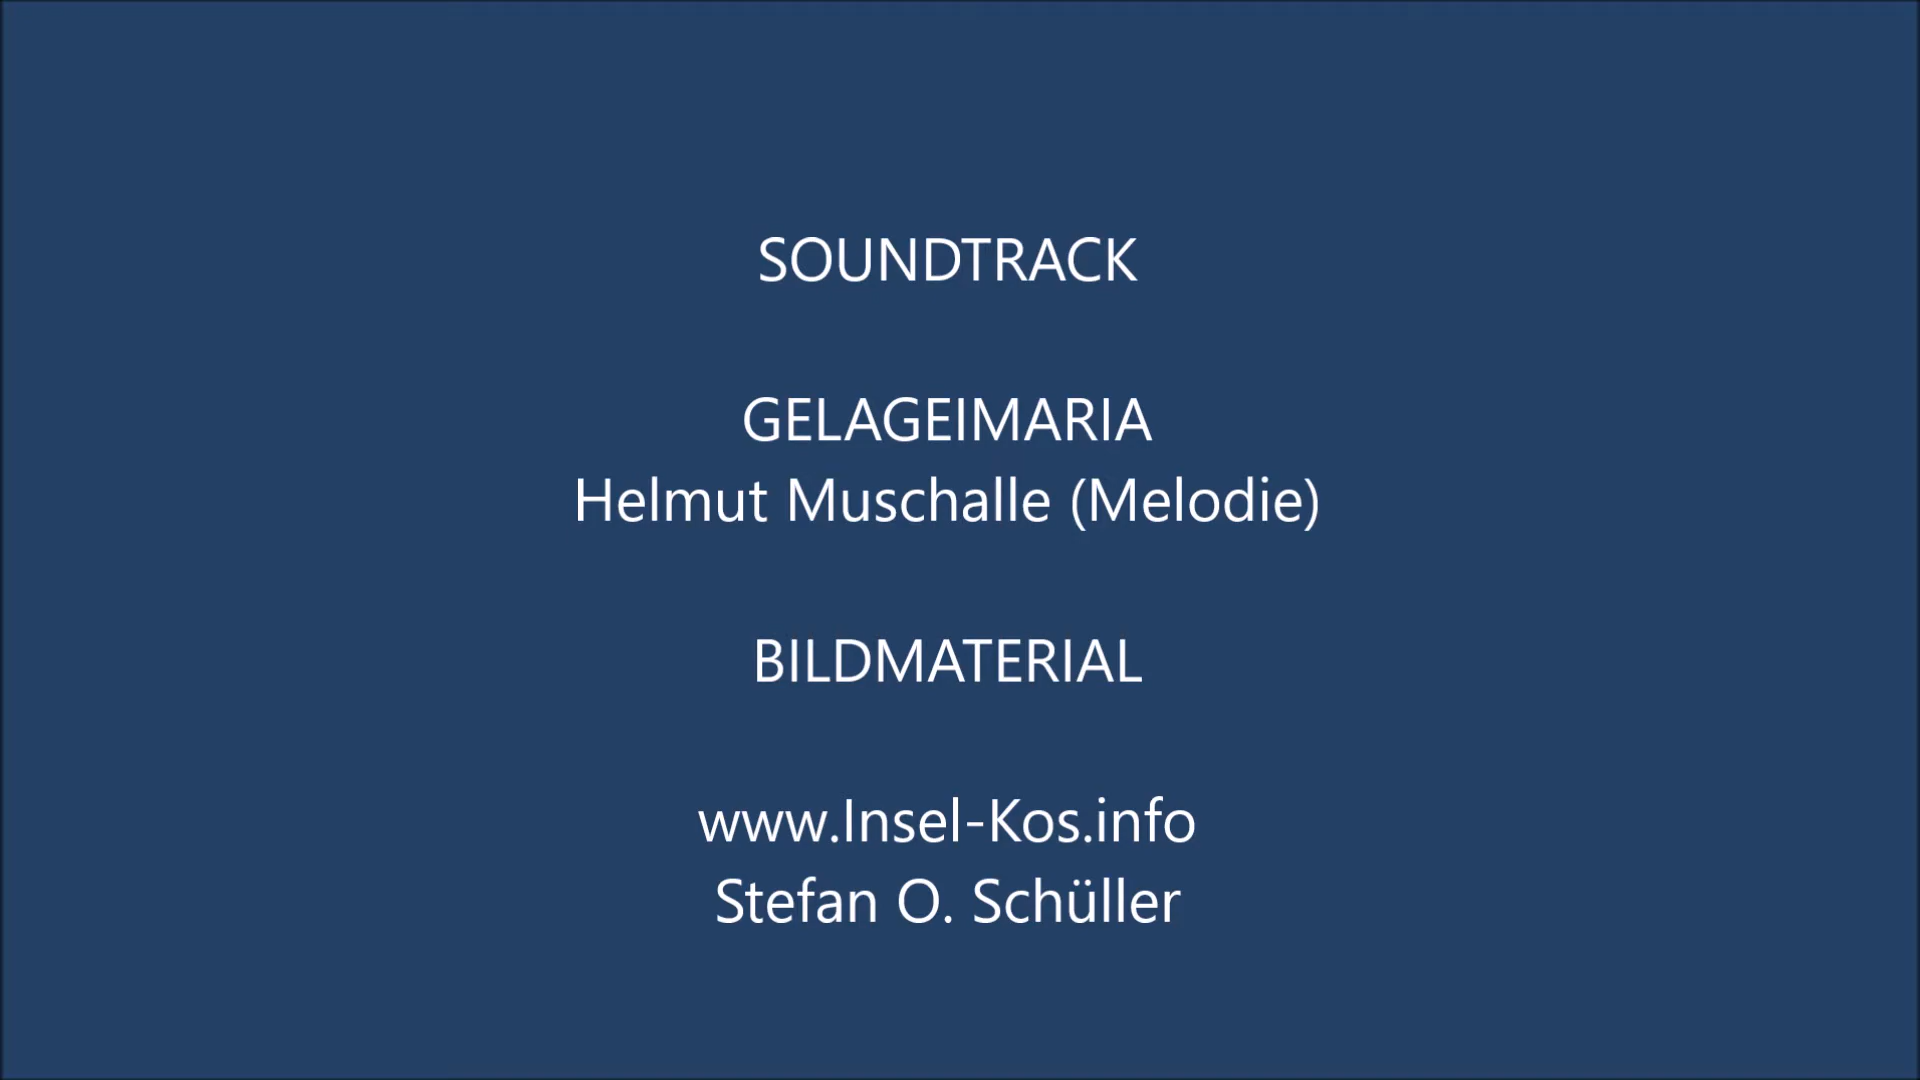 SOUNDTRACK
GELAGEIMARIA
Helmut Muschalle (Melodie)
BILDMATERIAL
www.Insel-Kos.info
Stefan O. Schüller